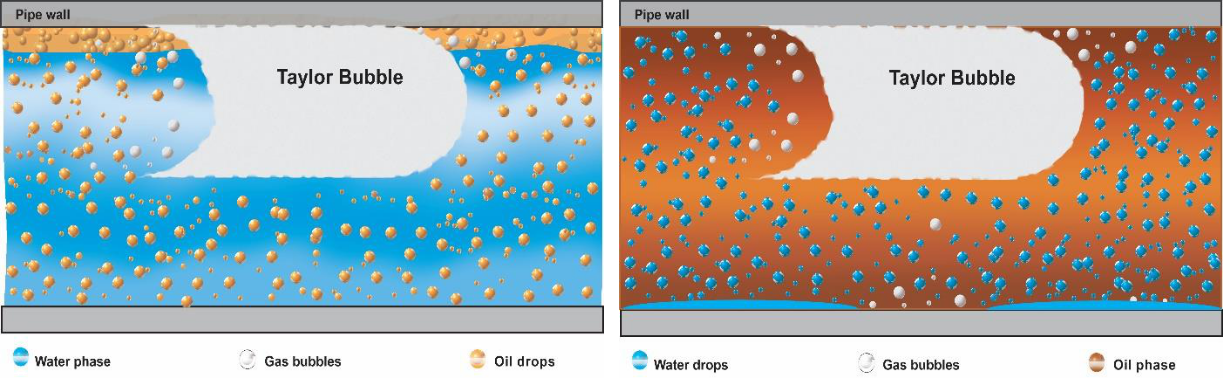 Pipe wall
Taylor Bubble
Water phase
Gas bubbles
Oil drops
Pipe wall
Taylor Bubble
Water drops
Gas bubbles
Oil phase